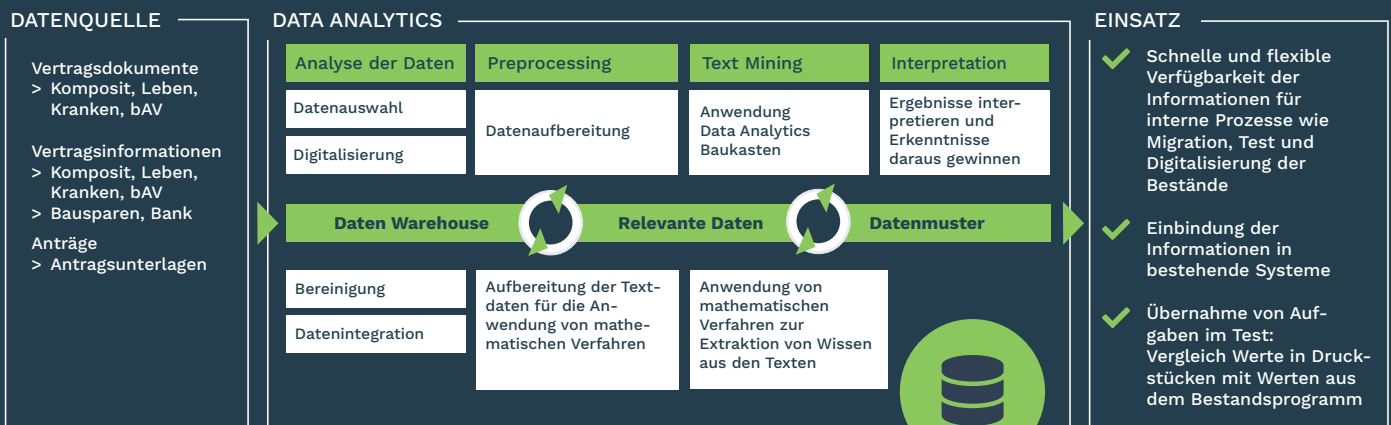 DATENQUELLE
Vertragsdokumente
> Komposit, Leben,
Kranken, bAV
Vertragsinformationen
> Komposit, Leben,
Kranken, bAV
> Bausparen, Bank
Anträge
> Antragsunterlagen
DATA ANALYTICS
Analyse der Daten
Datenauswahl
Digitalisierung
Preprocessing
Datenaufbereitung
Text Mining
Anwendung
Data Analytics
Baukasten
Interpretation
Ergebnisse inter-
pretieren und
Erkenntnisse
daraus gewinnen
Daten Warehouse
Relevante Daten
Datenmuster
Bereinigung
Datenintegration
Aufbereitung der Text-
daten für die An-
wendung von mathe-
matischen Verfahren
Anwendung von
mathematischen
Verfahren zur
Extraktion von Wissen
aus den Texten
EINSATZ
Schnelle und flexible
Verfügbarkeit der
Informationen für
interne Prozesse wie
Migration, Test und
Digitalisierung der
Bestände
Einbindung der
Informationen in
bestehende Systeme
Übernahme von Auf-
gaben im Test:
Vergleich Werte in Druck-
stücken mit Werten aus
dem Bestandsprogramm